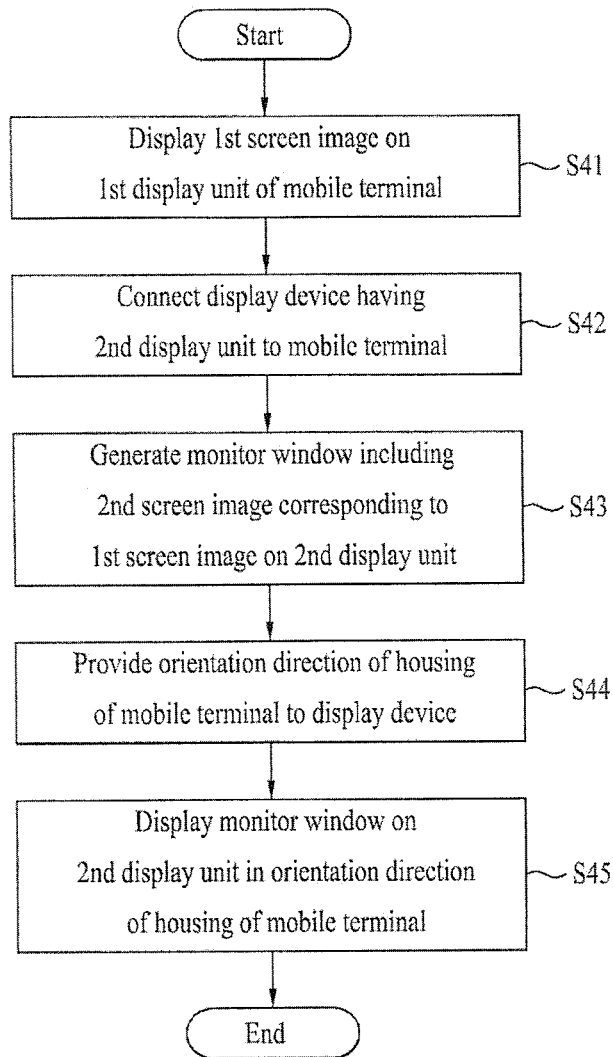 Start
Display 1st screen image on
1st display unit of mobile terminal
S41
Connect display device having
2nd display unit to mobile terminal
S42
Generate monitor window including
2nd screen image corresponding to
1st screen image on 2nd display unit
S43
Provide orientation direction of housing
of mobile terminal to display device
S44
Display monitor window on
2nd display unit in orientation direction
of housing of mobile terminal
S45
End